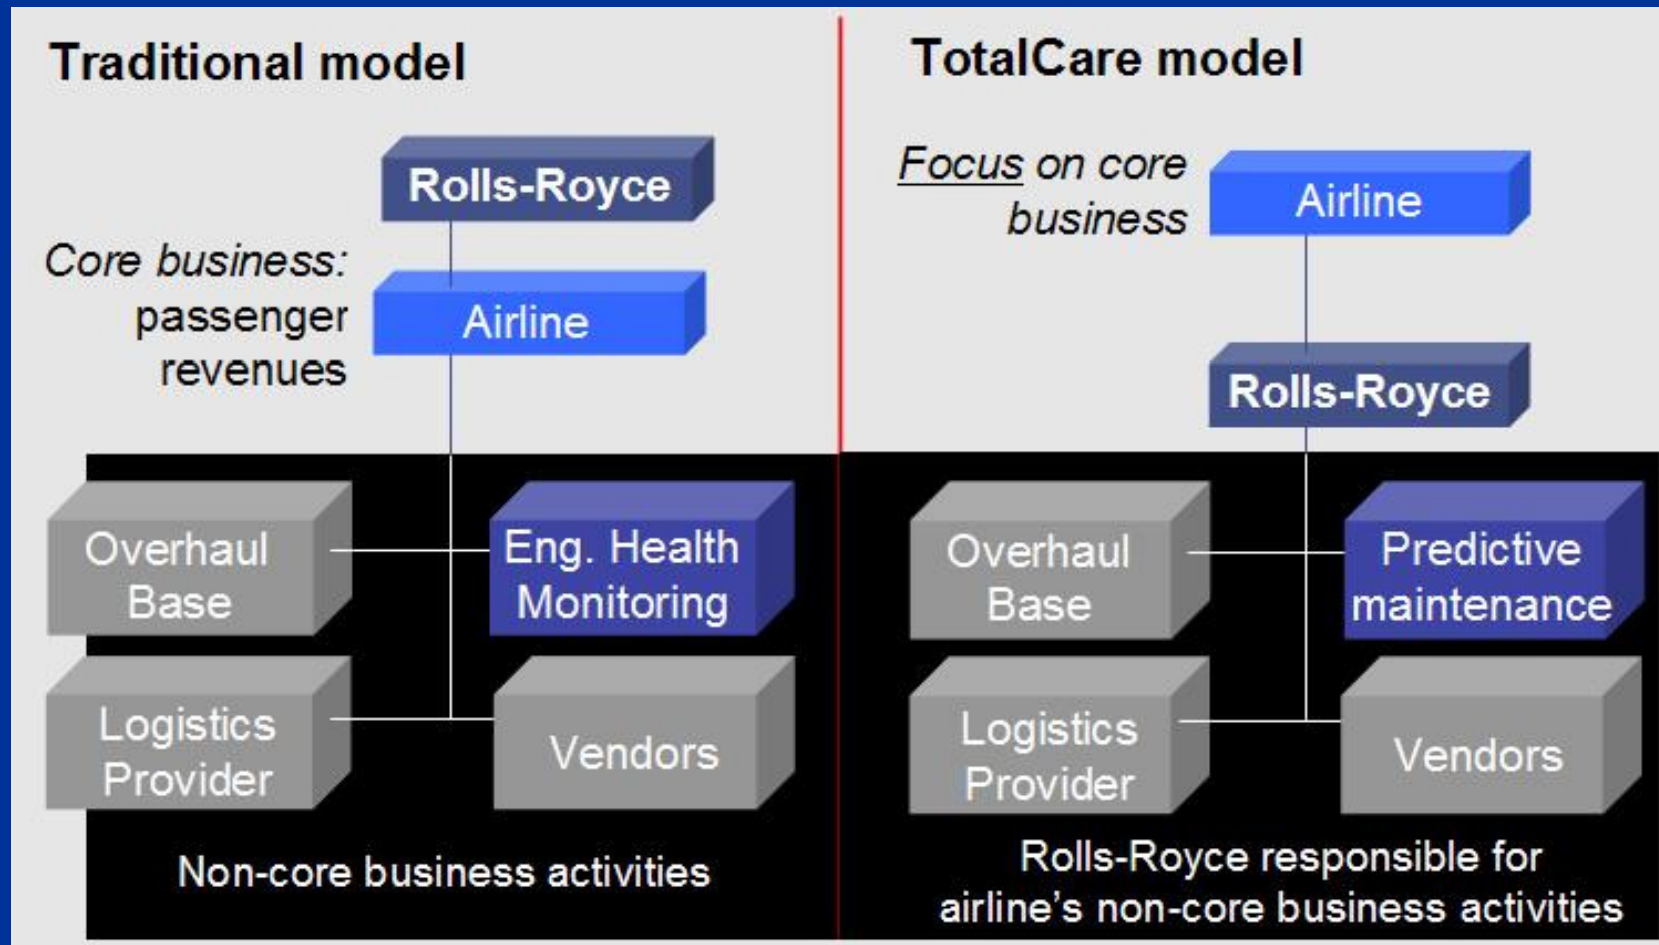 Traditional model
Rolls-Royce
Core business:
passenger
revenues
Airline
Overhaul
Base
Eng. Health
Monitoring
Logistics
Provider
Vendors
Non-core business activities
TotalCare model
Focus on core
business
Airline
Rolls-Royce
Overhaul
Base
Predictive
maintenance
Logistics
Provider
Vendors
Rolls-Royce responsible for
airline's non-core business activities